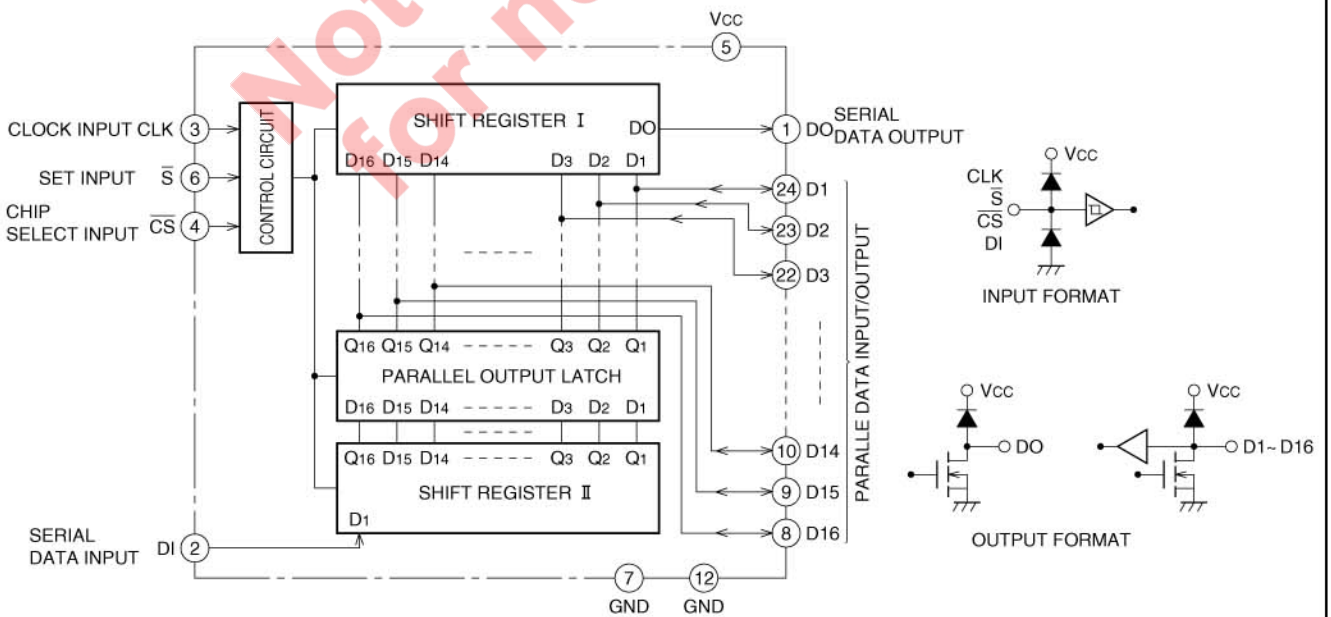 Not
for n
Vcc
5
CLOCK INPUT CLK 3
SET INPUT S̅ 6
CHIP
SELECT INPUT C̅S̅ 4
CONTROL CIRCUIT
SHIFT REGISTER I
DO
D16 D15 D14 D3 D2 D1
1 DO SERIAL
DATA OUTPUT
24 D1
23 D2
22 D3
Q16 Q15 Q14 Q3 Q2 Q1
PARALLEL OUTPUT LATCH
D16 D15 D14 D3 D2 D1
Q16 D15 D14 Q3 Q2 Q1
SHIFT REGISTER II
D1
10 D14
9 D15
8 D16
PARALLE DATA INPUT/OUTPUT
SERIAL
DATA INPUT DI 2
7
GND
12
GND
Vcc
CLK
S̅
C̅S̅
DI
INPUT FORMAT
Vcc
DO
Vcc
D1~D16
OUTPUT FORMAT